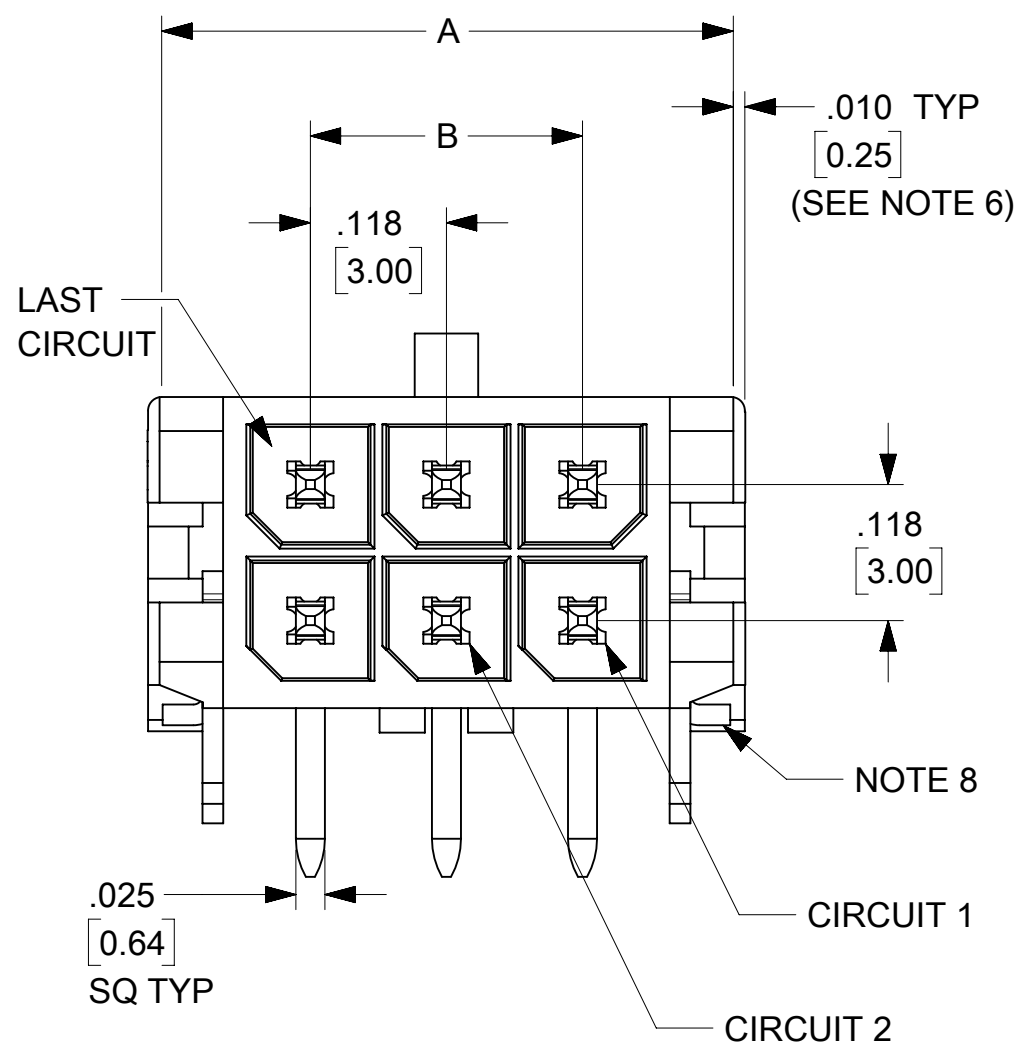 A
.010 TYP
[0.25]
(SEE NOTE 6)
B
.118
[3.00]
LAST
CIRCUIT
.118
[3.00]
NOTE 8
.025
[0.64]
SQ TYP
CIRCUIT 1
CIRCUIT 2